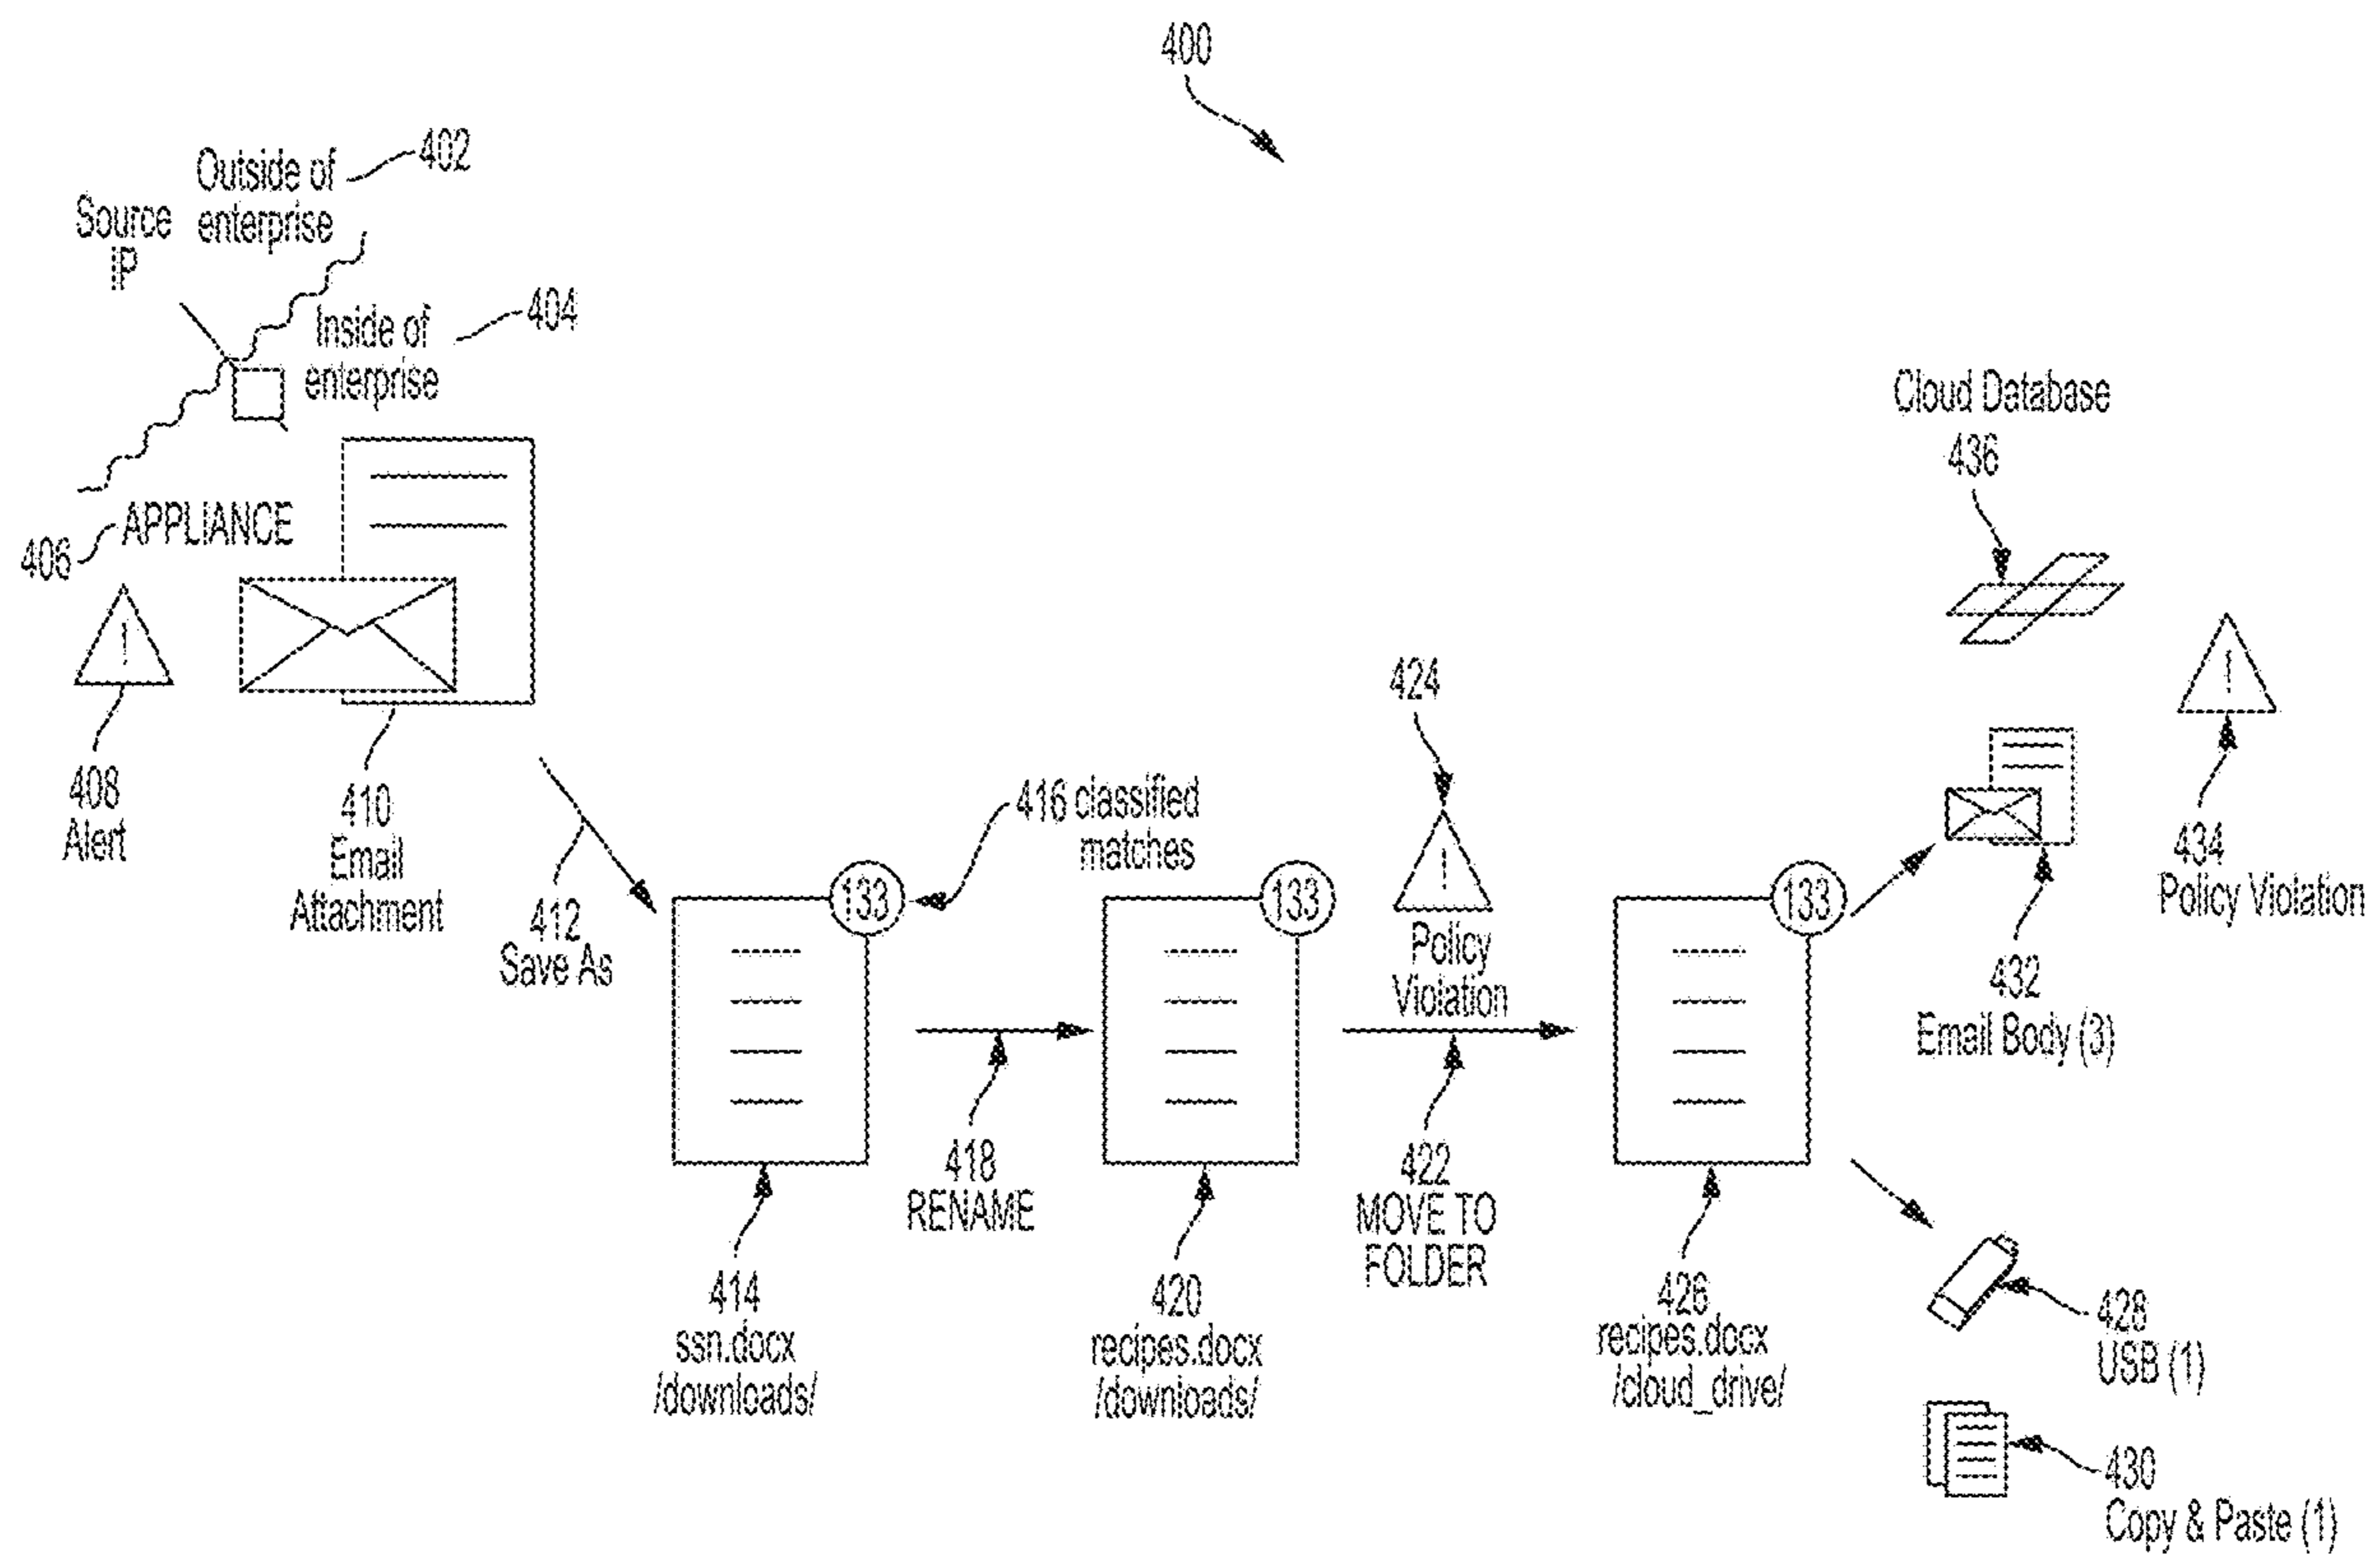 400
402
Outside of
enterprise
Source
IP
404
Inside of
enterprise
406
APPLIANCE
408
Alert
410
Email
Attachment
412
Save As
416 classified
matches
133
414
ssn.docx
/downloads/
418
RENAME
133
420
recipes.docx
/downloads/
424
Policy
Violation
422
MOVE TO
FOLDER
133
426
recipes.docx
/cloud_drive/
Cloud Database
436
434
Policy Violation
432
Email Body (3)
428
USB (1)
430
Copy & Paste (1)